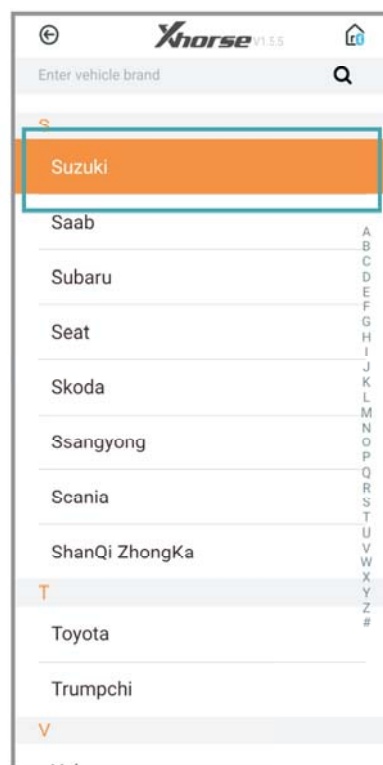 Xhorse V1.5.5
Enter vehicle brand
S
Suzuki
Saab
Subaru
Seat
Skoda
Ssangyong
Scania
ShanQi ZhongKa
T
Toyota
Trumpchi
V
A
B
C
D
E
F
G
H
I
J
K
L
M
N
O
P
Q
R
S
T
U
V
W
X
Y
Z
#